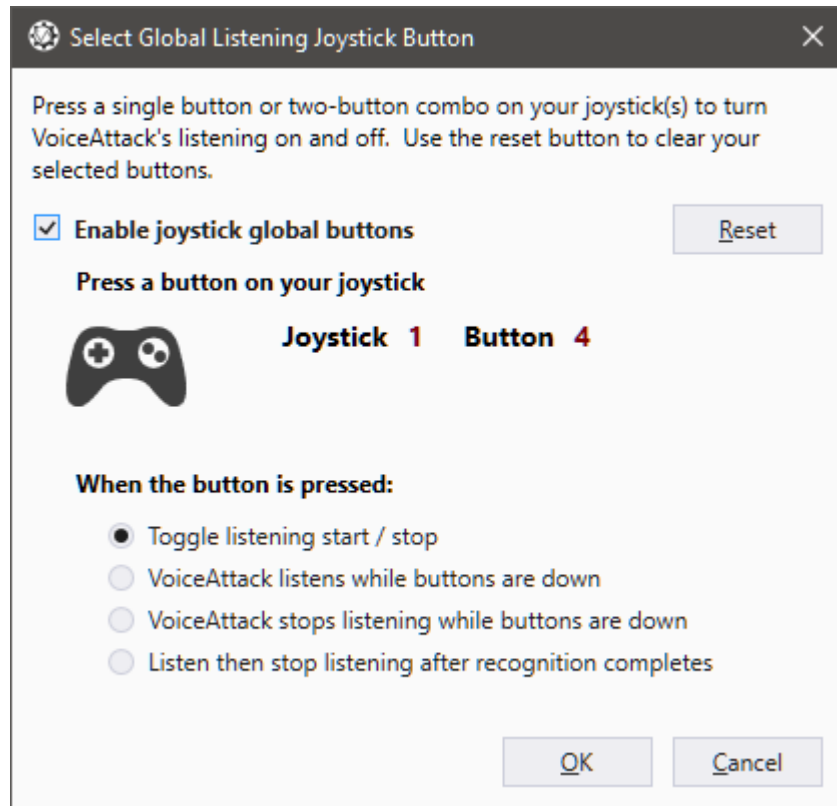 Select Global Listening Joystick Button
Press a single button or two-button combo on your joystick(s) to turn
VoiceAttack's listening on and off.  Use the reset button to clear your
selected buttons.
Enable joystick global buttons
Reset
Press a button on your joystick
Joystick 1 Button 4
When the button is pressed:
Toggle listening start / stop
VoiceAttack listens while buttons are down
VoiceAttack stops listening while buttons are down
Listen then stop listening after recognition completes
OK
Cancel